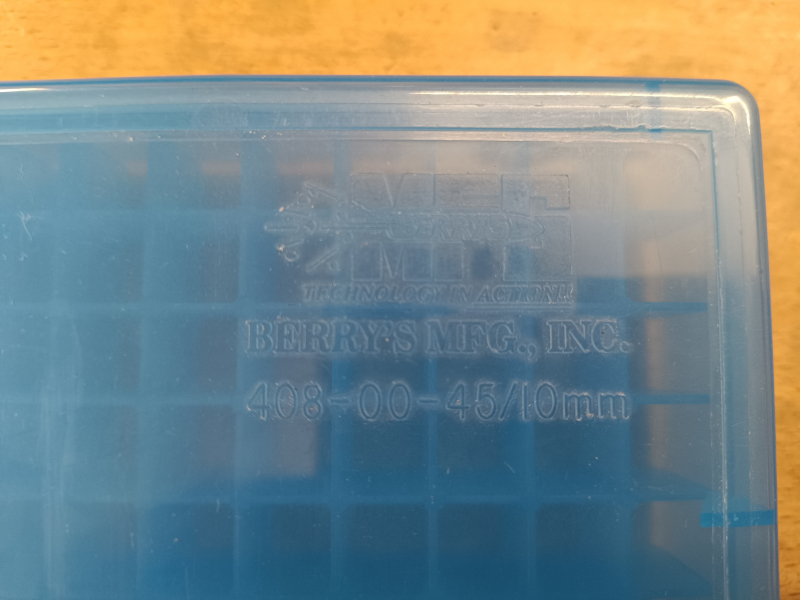 TECHNOLOGY IN ACTION!!
BERRY'S MFG., INC.
408-00-45/10mm